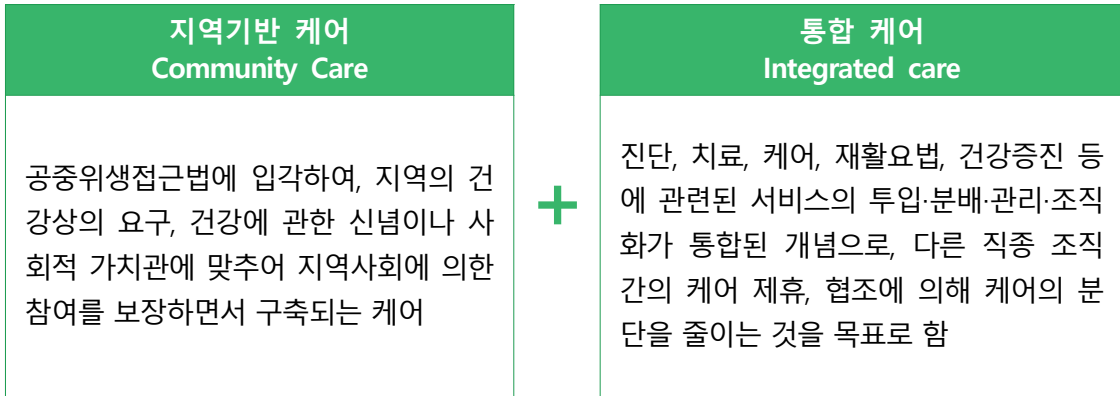 지역기반 케어
Community Care
공중위생접근법에 입각하여, 지역의 건
강상의 요구, 건강에 관한 신념이나 사
회적 가치관에 맞추어 지역사회에 의한
참여를 보장하면서 구축되는 케어
+
통합 케어
Integrated care
진단, 치료, 케어, 재활요법, 건강증진 등
에 관련된 서비스의 투입·분배·관리·조직
화가 통합된 개념으로, 다른 직종 조직
간의 케어 제휴, 협조에 의해 케어의 분
단을 줄이는 것을 목표로 함